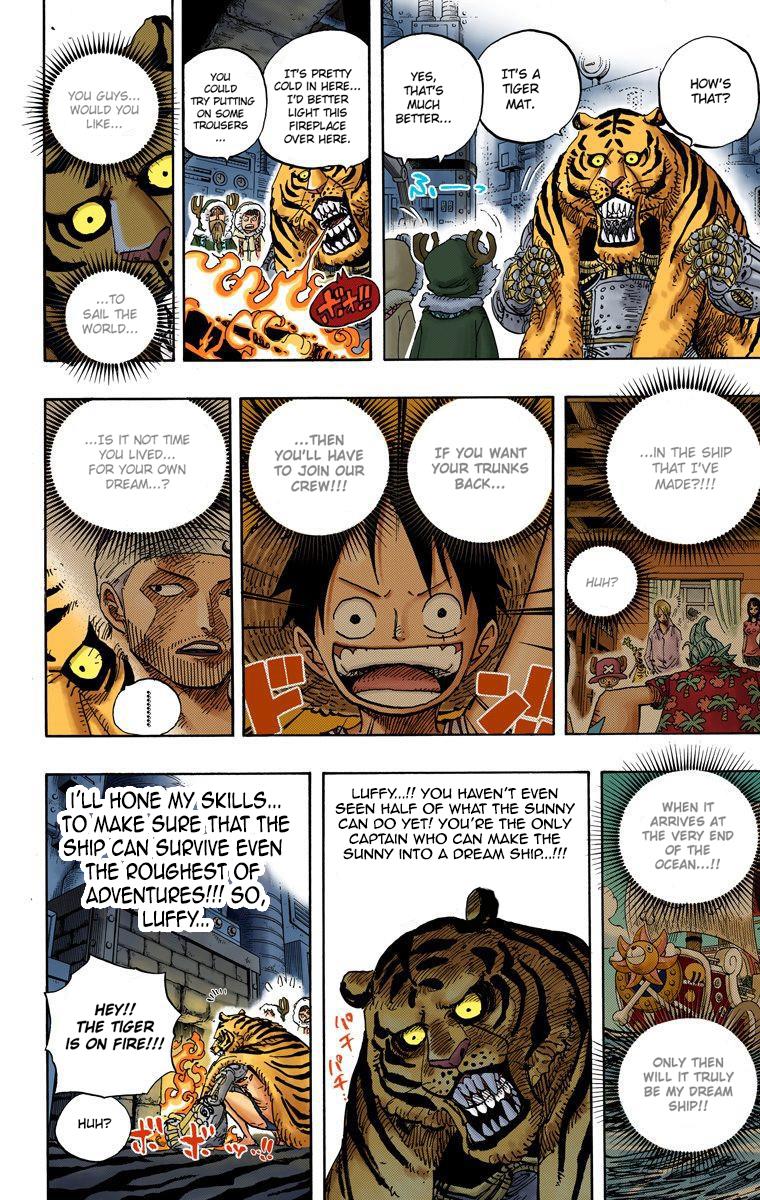 HOW'S
THAT?
IT'S A
TIGER
MAT.
YES,
THAT'S
MUCH
BETTER...
IT'S PRETTY
COLD IN HERE...
I'D BETTER
LIGHT THIS
FIREPLACE
OVER HERE.
YOU
COULD
TRY PUTTING
ON SOME
TROUSERS
...
YOU GUYS...
WOULD YOU
LIKE...
...TO
SAIL THE
WORLD...
...IN THE SHIP
THAT I'VE
MADE?!!!
HUH?
IF YOU WANT
YOUR TRUNKS
BACK...
...THEN
YOU'LL HAVE
TO JOIN OUR
CREW!!!
ドン!!
...IS IT NOT TIME
YOU LIVED...
FOR YOUR OWN
DREAM...?
WHEN IT
ARRIVES AT
THE VERY END
OF THE
OCEAN...!!
ONLY THEN
WILL IT TRULY
BE MY DREAM
SHIP!!
LUFFY...!! YOU HAVEN'T EVEN
SEEN HALF OF WHAT THE SUNNY
CAN DO YET! YOU'RE THE ONLY
CAPTAIN WHO CAN MAKE THE
SUNNY INTO A DREAM SHIP...!!!
パチ
パチ
I'LL HONE MY SKILLS...
TO MAKE SURE THAT THE
SHIP CAN SURVIVE EVEN
THE ROUGHEST OF
ADVENTURES!!! SO,
LUFFY...
HEY!!
THE TIGER
IS ON FIRE!!!
HUH?